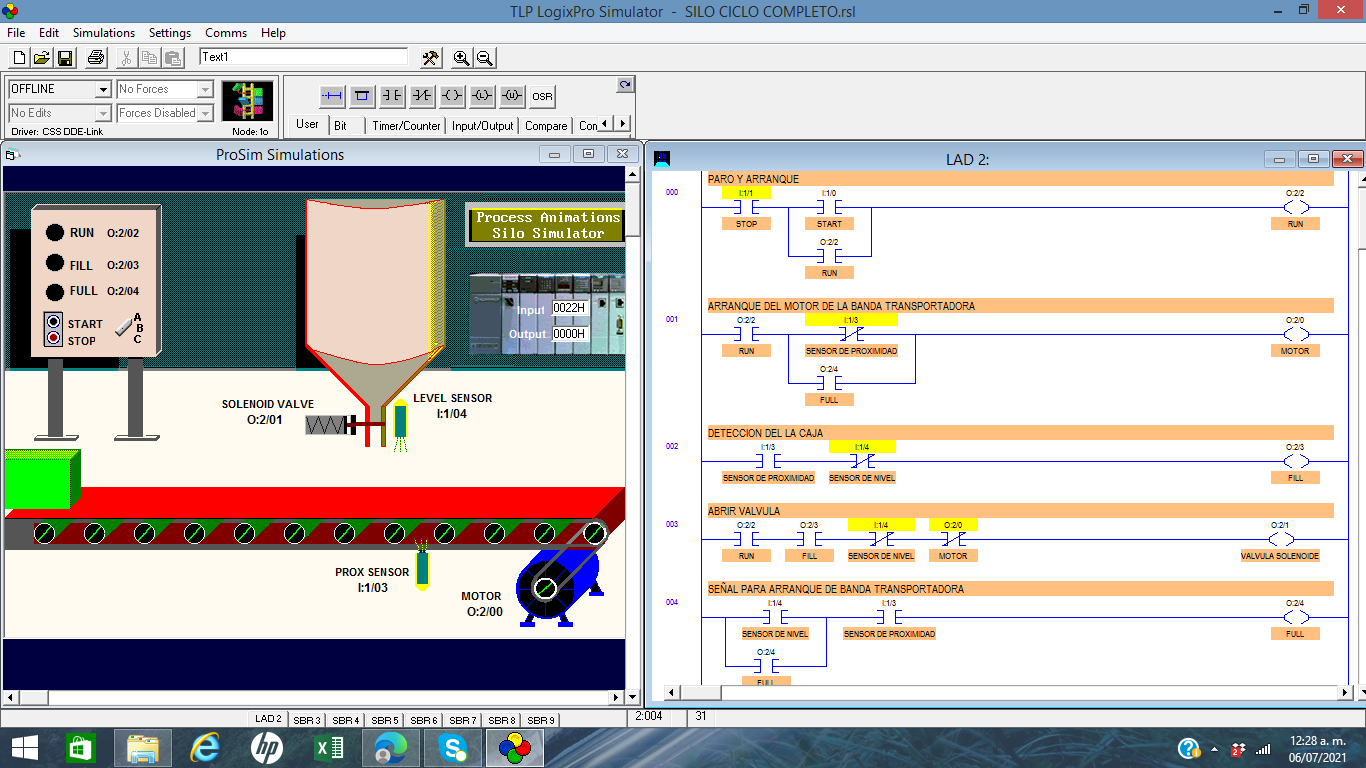 TLP LogixPro Simulator - SILO CICLO COMPLETO.rsl
File Edit Simulations Settings Comms Help
Text1
OFFLINE No Forces
No Edits Forces Disabled
Driver: CSS DDE-Link Node: 1o
OSR
User Bit Timer/Counter Input/Output Compare Con
ProSim Simulations
Process Animations
Silo Simulator
RUN O:2/02
FILL O:2/03
FULL O:2/04
START
STOP
A
B
C
Input 0022H
Output 0000H
SOLENOID VALVE
O:2/01
LEVEL SENSOR
I:1/04
PROX SENSOR
I:1/03
MOTOR
O:2/00
LAD 2:
PARO Y ARRANQUE
000
I:1/1 I:1/0 O:2/2
STOP START RUN
O:2/2
RUN
ARRANQUE DEL MOTOR DE LA BANDA TRANSPORTADORA
001
O:2/2 I:1/3 O:2/0
RUN SENSOR DE PROXIMIDAD MOTOR
O:2/4
FULL
DETECCION DEL LA CAJA
002
I:1/3 I:1/4 O:2/3
SENSOR DE PROXIMIDAD SENSOR DE NIVEL FILL
ABRIR VALVULA
003
O:2/2 O:2/3 I:1/4 O:2/0 O:2/1
RUN FILL SENSOR DE NIVEL MOTOR VALVULA SOLENOIDE
SEÑAL PARA ARRANQUE DE BANDA TRANSPORTADORA
004
I:1/4 I:1/3 O:2/4
SENSOR DE NIVEL SENSOR DE PROXIMIDAD FULL
O:2/4
FULL
LAD 2 SBR 3 SBR 4 SBR 5 SBR 6 SBR 7 SBR 8 SBR 9
2:004 31
hp
12:28 a. m.
06/07/2021